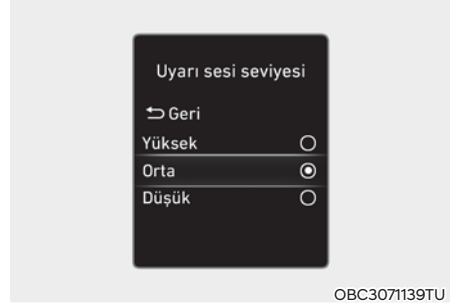 Uyarı sesi seviyesi
Geri
Yüksek
Orta
Düşük
OBC3071139TU